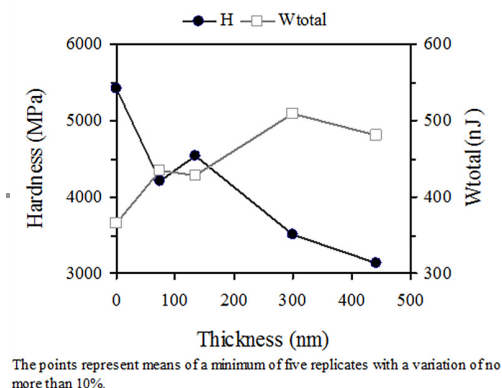 H Wtotal
6000 600
5000 500
4000 400
3000 300
Hardness (MPa)
Wtotal (nJ)
0 100 200 300 400 500
Thickness (nm)
The points represent means of a minimum of five replicates with a variation of no
more than 10%.